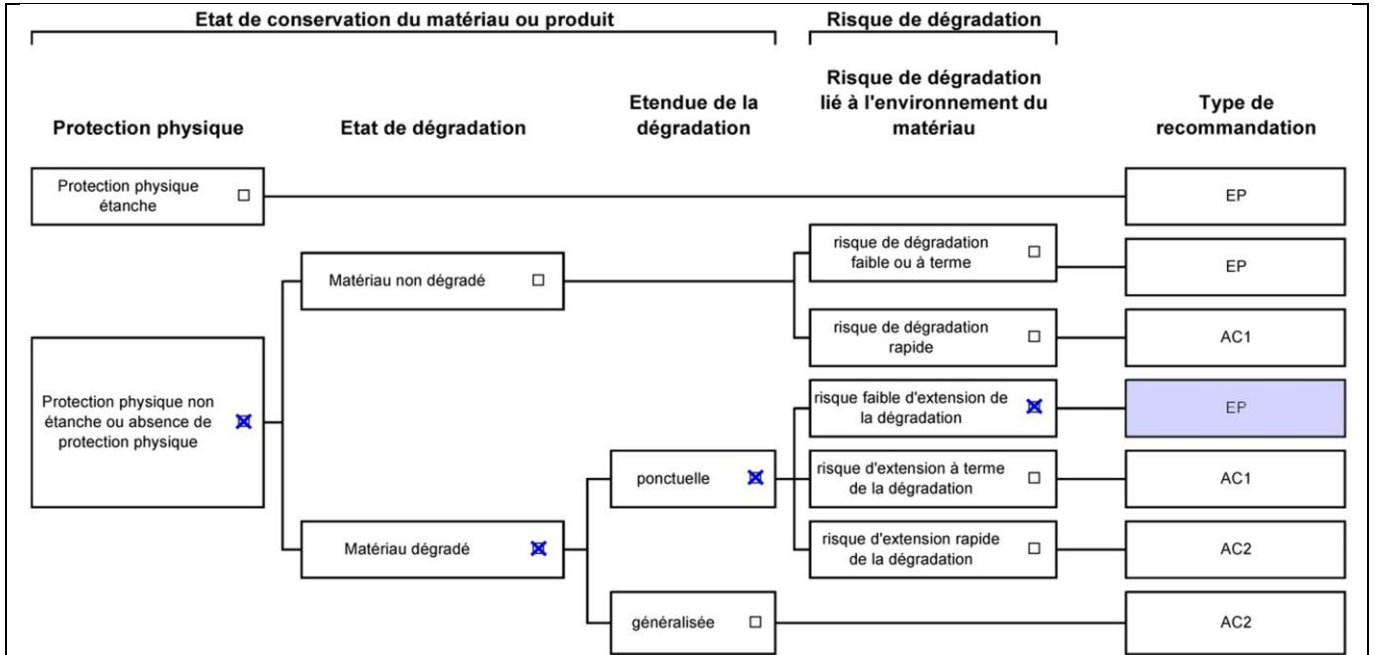 Etat de conservation du matériau ou produit
Risque de dégradation
Protection physique
Etat de dégradation
Etendue de la
dégradation
Risque de dégradation
lié à l'environnement du
matériau
Type de
recommandation
Protection physique
étanche
EP
risque de dégradation
faible ou à terme
EP
Matériau non dégradé
risque de dégradation
rapide
AC1
Protection physique non
étanche ou absence de
protection physique
risque faible d'extension de
la dégradation
EP
ponctuelle
risque d'extension à terme
de la dégradation
AC1
Matériau dégradé
risque d'extension rapide
de la dégradation
AC2
généralisée
AC2